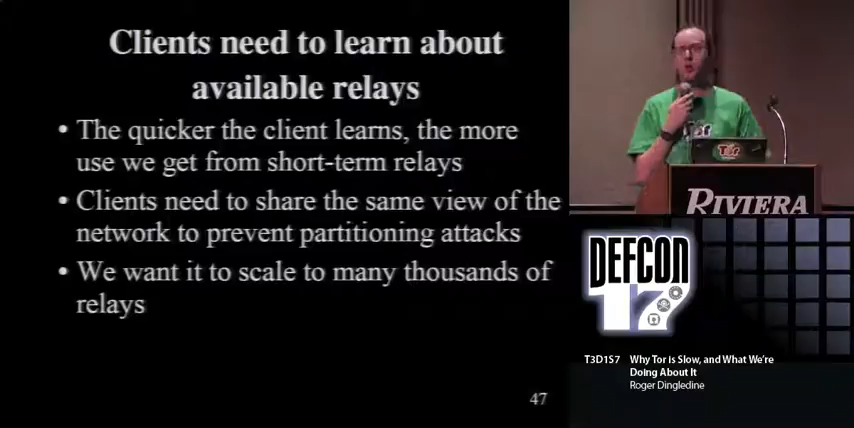 Clients need to learn about
available relays
• The quicker the client learns, the more
use we get from short-term relays
• Clients need to share the same view of the
network to prevent partitioning attacks
• We want it to scale to many thousands of
relays
47
Tor
RIVIERA
DEFCON
17
T3D1S7 Why Tor is Slow, and What We're
Doing About It
Roger Dingledine